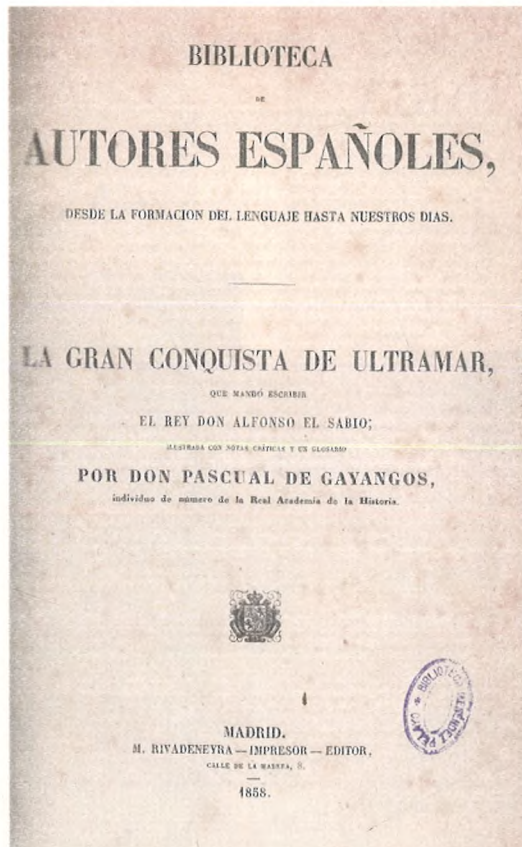 BIBLIOTECA
DE
AUTORES ESPAÑOLES,
DESDE LA FORMACION DEL LENGUAJE HASTA NUESTROS DIAS.
LA GRAN CONQUISTA DE ULTRAMAR,
QUE MANDÓ ESCRIBIR
EL REY DON ALFONSO EL SABIO;
ILUSTRADA CON NOTAS CRÍTICAS Y UN GLOSARIO
POR DON PASCUAL DE GAYANGOS,
individuo de número de la Real Academia de la Historia.
BIBLIOTECA
MENÉNDEZ PELAYO
MADRID.
M. RIVADENEYRA — IMPRESOR — EDITOR,
CALLE DE LA MADERA, 8.
1858.